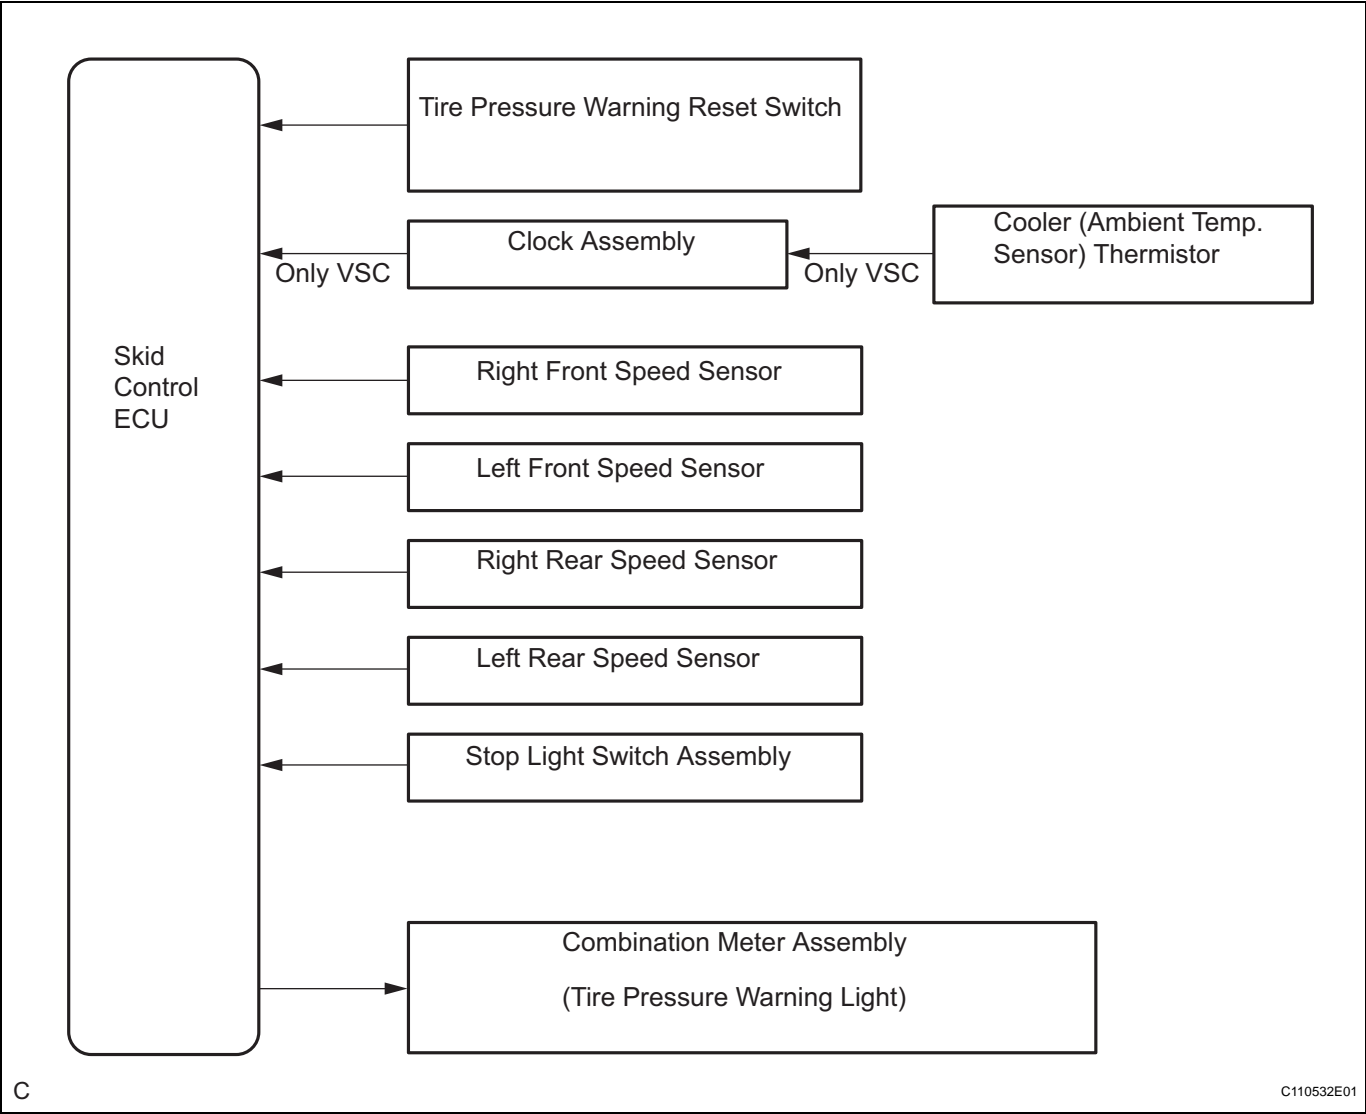 Tire Pressure Warning Reset Switch
Clock Assembly
Only VSC
Only VSC
Cooler (Ambient Temp.
Sensor) Thermistor
Skid
Control
ECU
Right Front Speed Sensor
Left Front Speed Sensor
Right Rear Speed Sensor
Left Rear Speed Sensor
Stop Light Switch Assembly
Combination Meter Assembly
(Tire Pressure Warning Light)
C
C110532E01